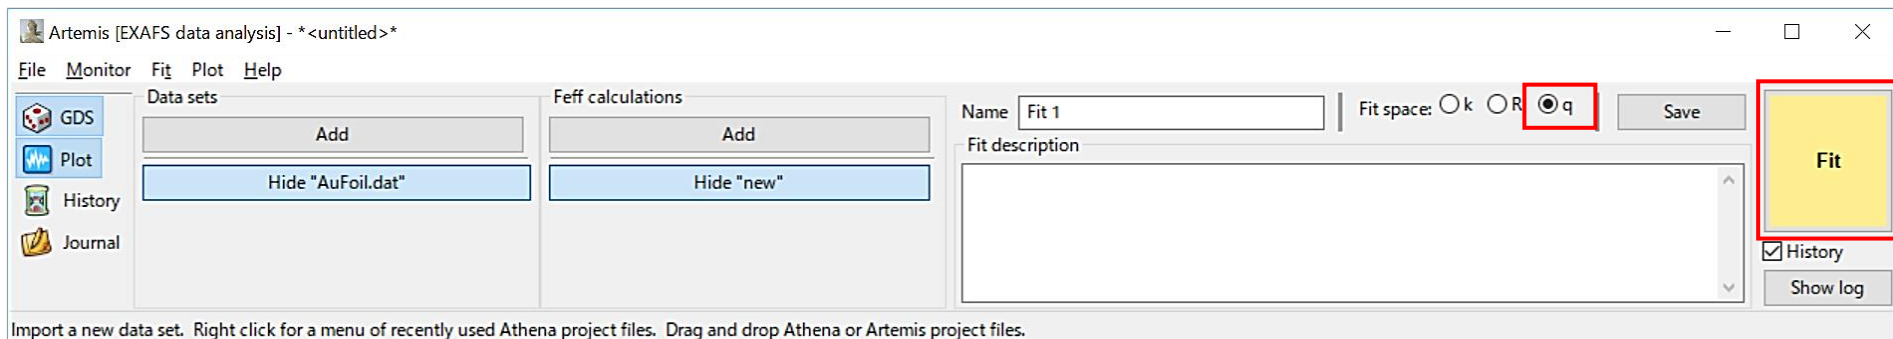 Artemis [EXAFS data analysis] - *<untitled>*
File Monitor Fit Plot Help
GDS
Plot
History
Journal
Data sets
Add
Hide "AuFoil.dat"
Feff calculations
Add
Hide "new"
Name Fit 1
Fit space: k R q
Save
Fit description
Fit
History
Show log
Import a new data set. Right click for a menu of recently used Athena project files. Drag and drop Athena or Artemis project files.